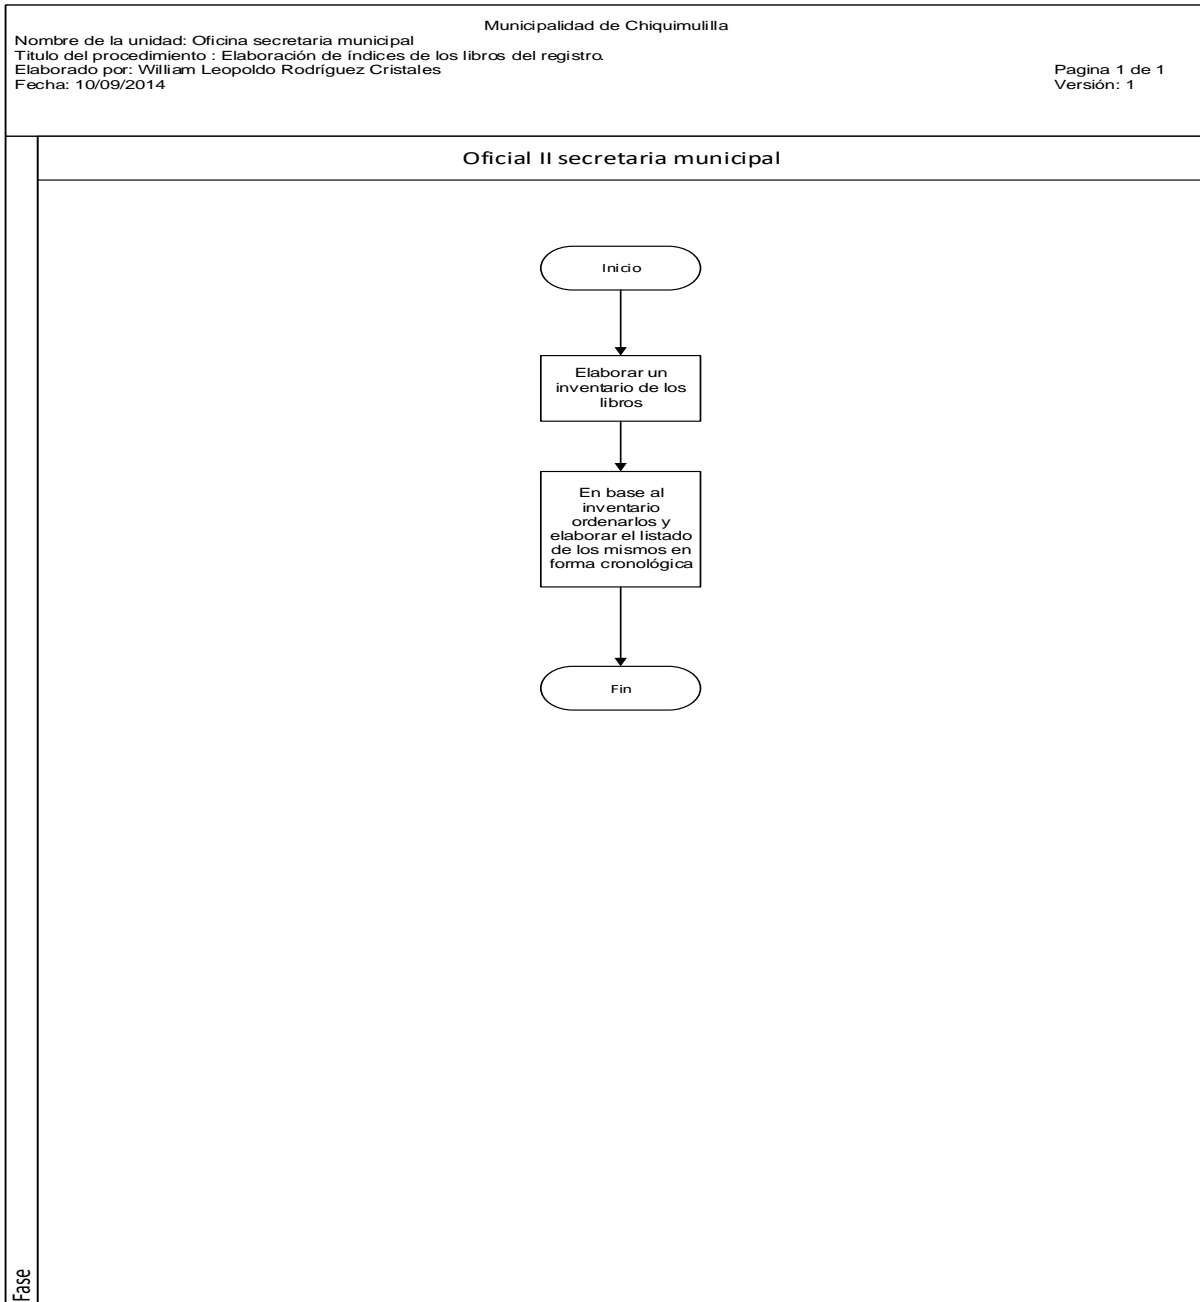 Municipalidad de Chiquimulilla
Nombre de la unidad: Oficina secretaria municipal
Titulo del procedimiento : Elaboración de índices de los libros del registro.
Elaborado por: William Leopoldo Rodríguez Cristales
Pagina 1 de 1
Fecha: 10/09/2014
Versión: 1
Oficial II secretaria municipal
Inicio
Elaborar un
inventario de los
libros
En base al
inventario
ordenarlos y
elaborar el listado
de los mismos en
forma cronológica
Fin
Fase